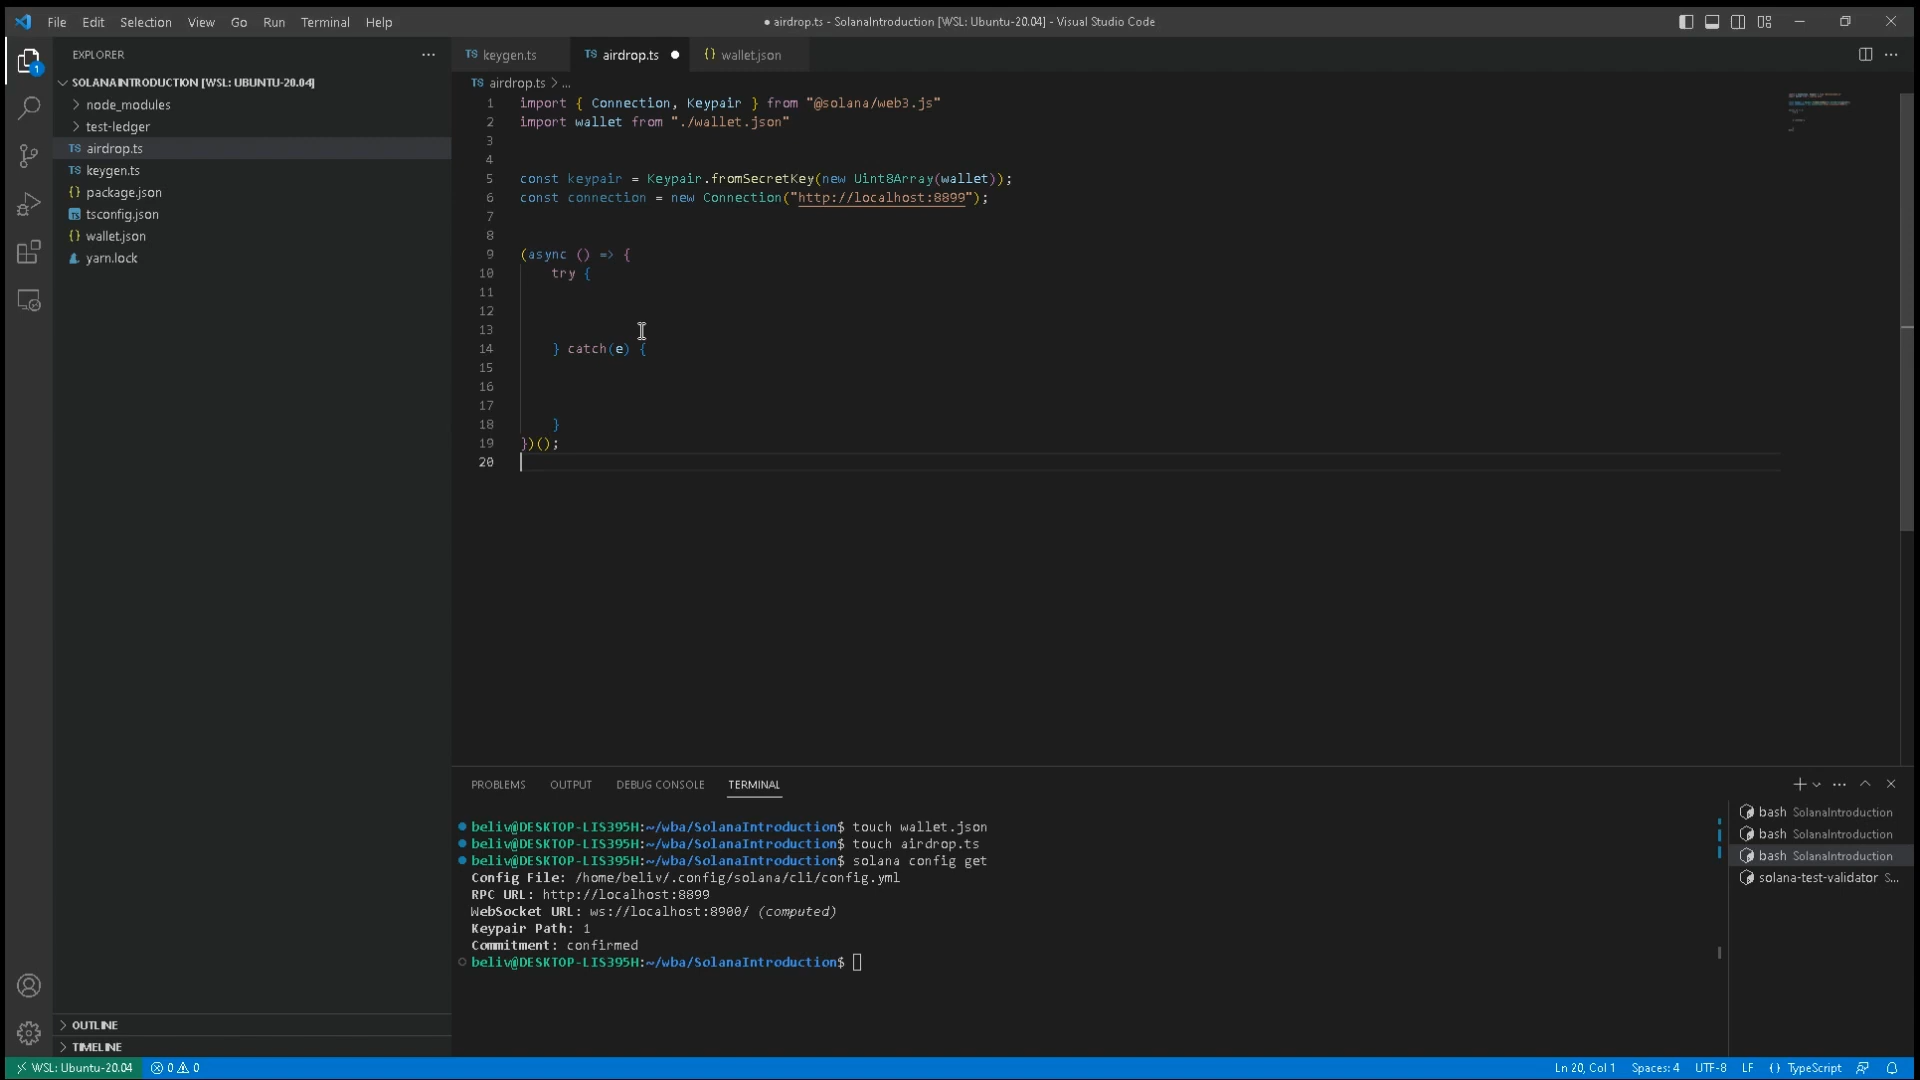 File Edit Selection View Go Run Terminal Help
● airdrop.ts - SolanaIntroduction [WSL: Ubuntu-20.04] - Visual Studio Code
EXPLORER
SOLANAINTRODUCTION [WSL: UBUNTU-20.04]
node_modules
test-ledger
TS airdrop.ts
TS keygen.ts
{} package.json
tsconfig.json
{} wallet.json
yarn.lock
OUTLINE
TIMELINE
TS keygen.ts TS airdrop.ts ● {} wallet.json
TS airdrop.ts > ...
1 import { Connection, Keypair } from "@solana/web3.js"
2 import wallet from "./wallet.json"
3
4
5 const keypair = Keypair.fromSecretKey(new Uint8Array(wallet));
6 const connection = new Connection("http://localhost:8899");
7
8
9 (async () => {
10 try {
11
12
13
14 } catch(e) {
15
16
17
18 }
19 })();
20
PROBLEMS OUTPUT DEBUG CONSOLE TERMINAL
beliv@DESKTOP-LIS395H:~/wba/SolanaIntroduction$ touch wallet.json
beliv@DESKTOP-LIS395H:~/wba/SolanaIntroduction$ touch airdrop.ts
beliv@DESKTOP-LIS395H:~/wba/SolanaIntroduction$ solana config get
Config File: /home/beliv/.config/solana/cli/config.yml
RPC URL: http://localhost:8899
WebSocket URL: ws://localhost:8900/ (computed)
Keypair Path: 1
Commitment: confirmed
beliv@DESKTOP-LIS395H:~/wba/SolanaIntroduction$
bash SolanaIntroduction
bash SolanaIntroduction
bash SolanaIntroduction
solana-test-validator S...
WSL: Ubuntu-20.04 0 0 Ln 20, Col 1 Spaces: 4 UTF-8 LF {} TypeScript
1